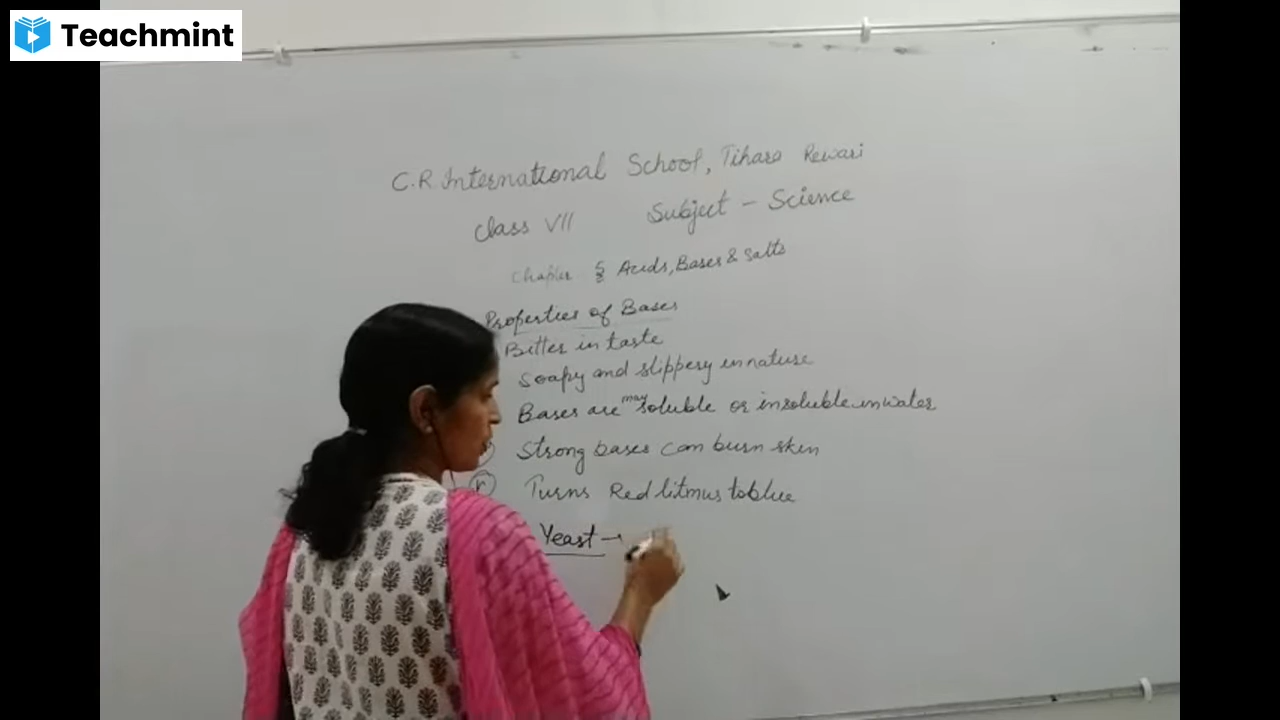 Teachmint
C.R. International School, Tihara Rewari
Class VII Subject - Science
Chapter 5 Acids, Bases & Salts
Properties of Bases
Bitter in taste
Soapy and slippery in nature
Bases are may soluble or insoluble in water
Strong bases can burn skin
Turns Red litmus to blue
Yeast →